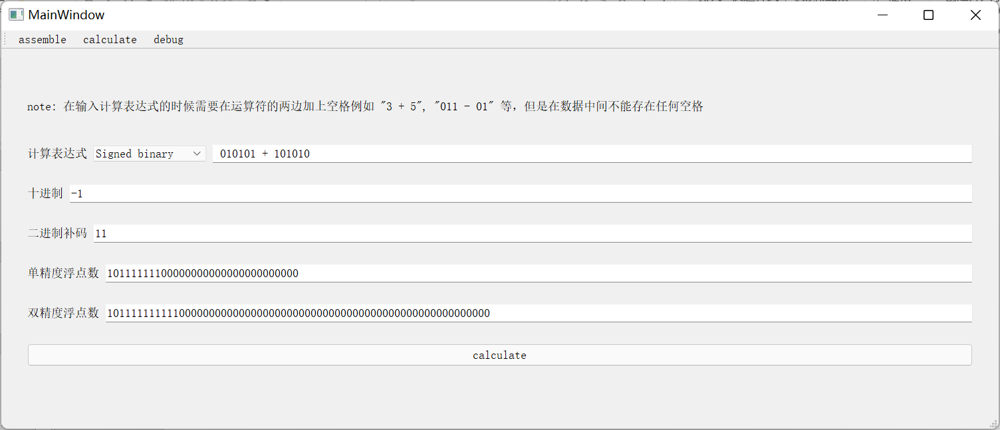 MainWindow
assemble calculate debug
note: 在输入计算表达式的时候需要在运算符的两边加上空格例如 "3 + 5", "011 - 01" 等，但是在数据中间不能存在任何空格
计算表达式 Signed binary 010101 + 101010
十进制 -1
二进制补码 11
单精度浮点数 10111111100000000000000000000000
双精度浮点数 1011111111110000000000000000000000000000000000000000000000000000
calculate